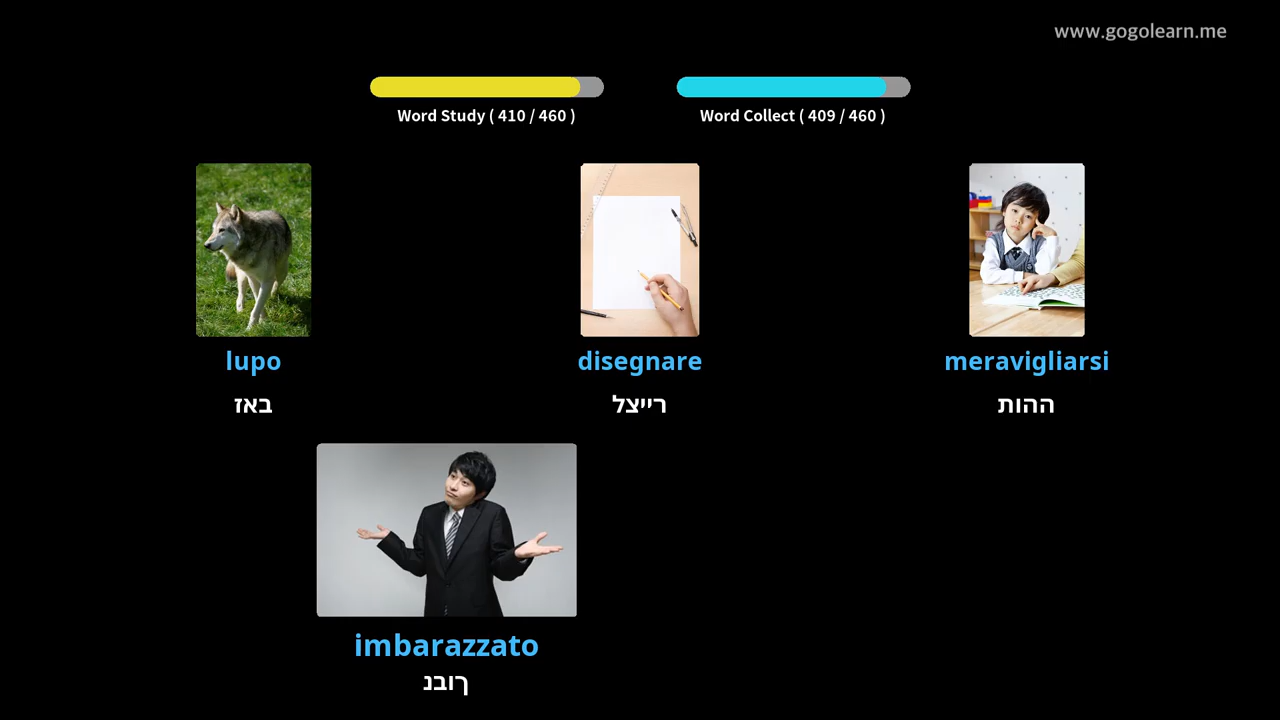 www.gogolearn.me
Word Study ( 410 / 460 )
Word Collect ( 409 / 460 )
lupo
באז
disegnare
רייצל
meravigliarsi
ההות
imbarazzato
ךובנ